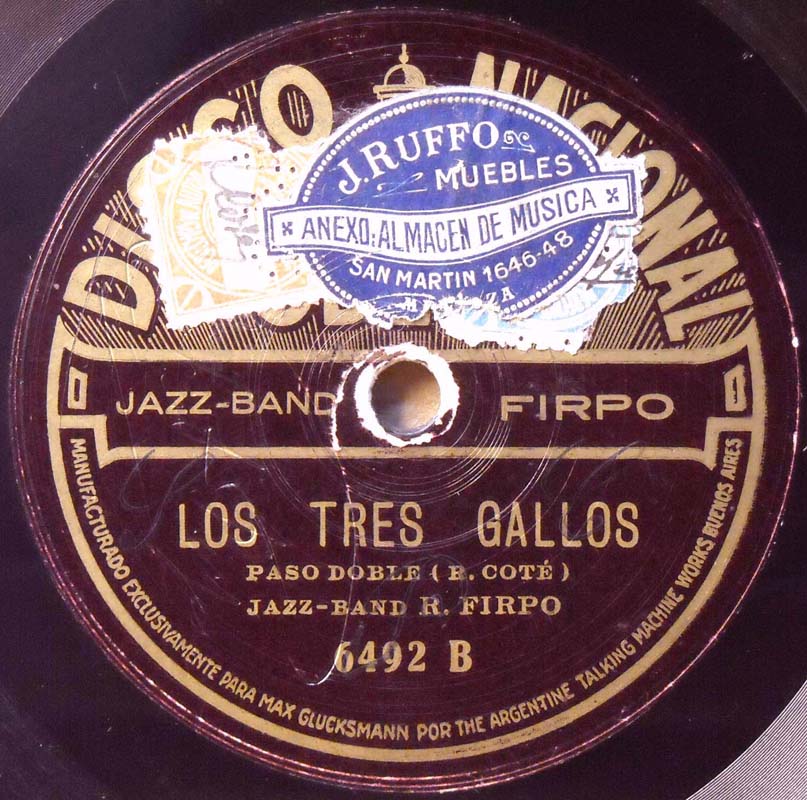 DISCO NACIONAL
J. RUFFO
MUEBLES
ANEXO: ALMACEN DE MUSICA
SAN MARTIN 1646-48
JAZZ-BAND FIRPO
LOS TRES GALLOS
PASO DOBLE (R. COTÉ)
JAZZ-BAND R. FIRPO
6492 B
MANUFACTURADO EXCLUSIVAMENTE PARA MAX GLUCKSMANN POR THE ARGENTINE TALKING MACHINE WORKS BUENOS AIRES